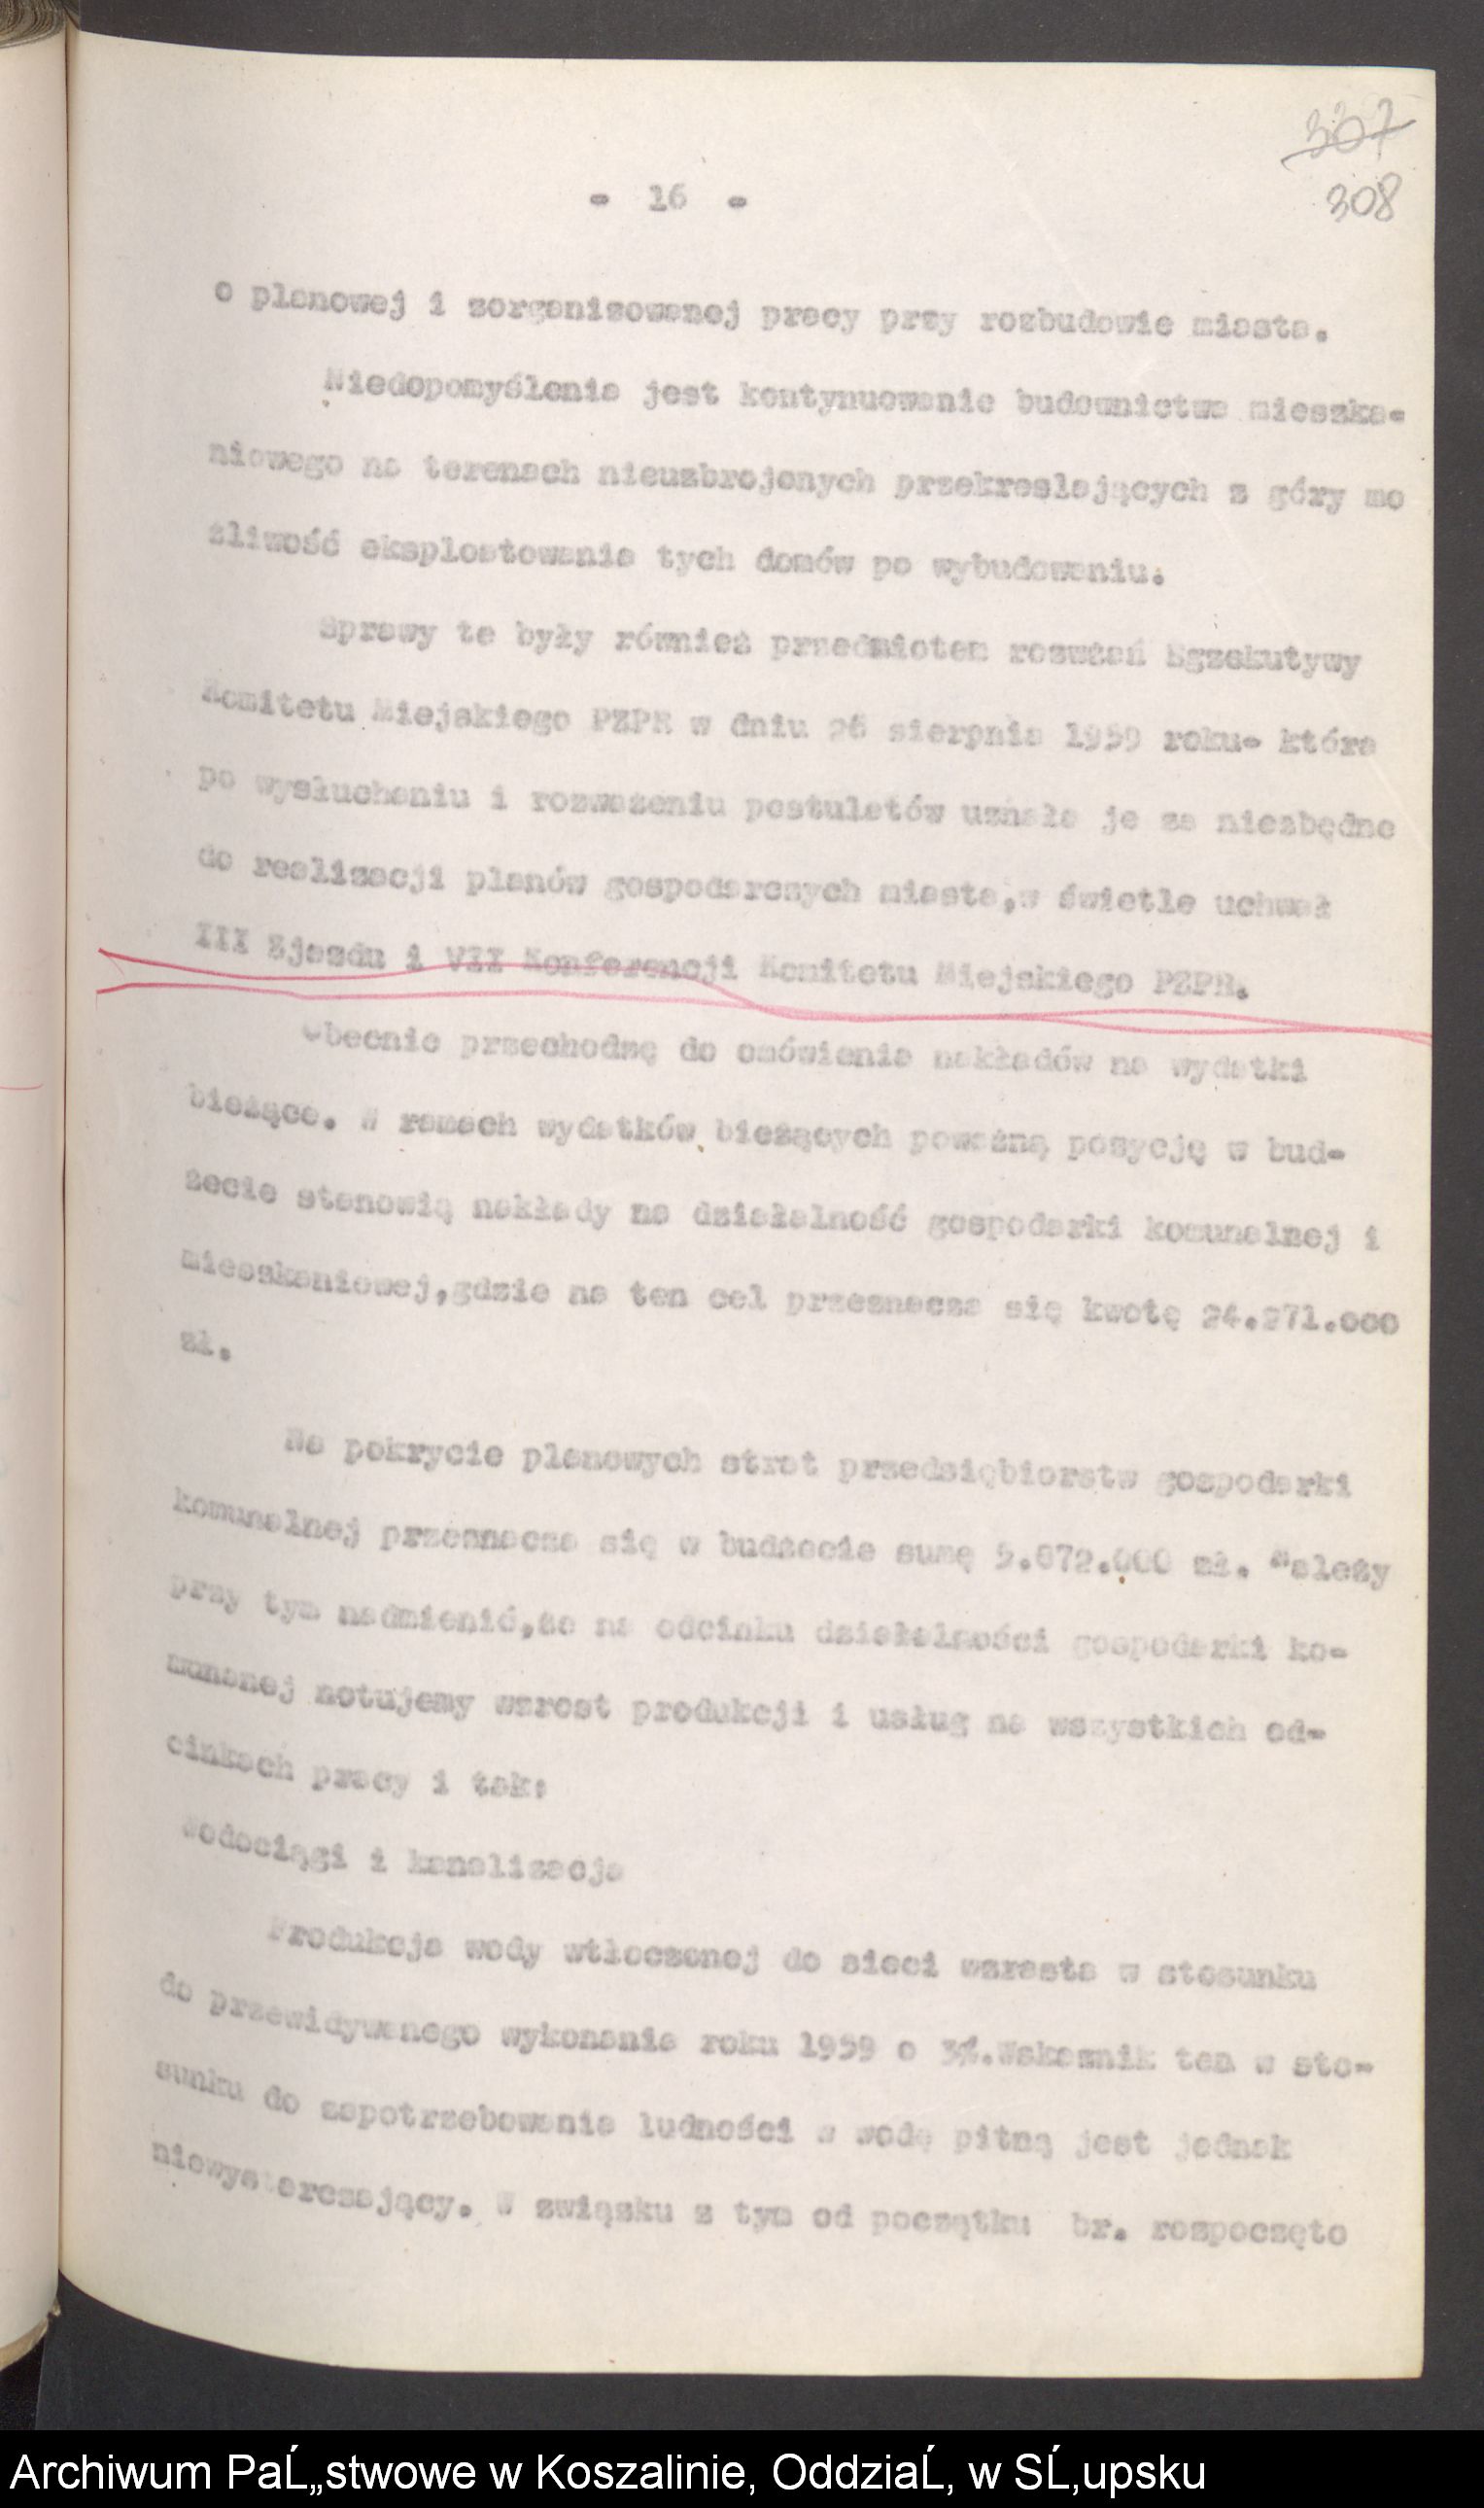 307
308
- 16 -
o planowej i zorganizowanej pracy przy rozbudowie miasta.
Niedopomyślenia jest kontynuowanie budownictwa mieszka-
niowego na terenach nieuzbrojonych przekreslających z góry mo
żliwość eksploatowania tych domów po wybudowaniu.
Sprawy te były również przedmiotem rozważań Egzekutywy
Komitetu Miejskiego PZPR w dniu 26 sierpnia 1959 roku- która
po wysłuchaniu i rozważeniu postulatów uznała je za niezbędne
do realizacji planów gospodarczych miasta,w świetle uchwał
III Zjazdu i VII Konferencji Komitetu Miejskiego PZPR.
Obecnie przechodzę do omówienia nakładów na wydatki
bieżące. W ramach wydatków bieżących poważną pozycję w bud-
żecie stanowią nakłady na działalność gospodarki komunalnej i
mieszkaniowej,gdzie na ten cel przeznacza się kwotę 24.271.000
zł.
Na pokrycie planowych strat przedsiębiorstw gospodarki
komunalnej przeznacza się w budżecie sumę 5.872.000 zł. Należy
przy tym nadmienić,że na odcinku działalności gospodarki ko-
munanej notujemy wzrost produkcji i usług na wszystkich od-
cinkach pracy i tak:
Wodociągi i kanalizacja
Produkcja wody wtłoczonej do sieci wzrasta w stosunku
do przewidywanego wykonania roku 1959 o 3%.Wskaźnik ten w sto-
sunku do zapotrzebowania ludności w wodę pitną jest jednak
niewystarczający. W związku z tym od początku br. rozpoczęto
Archiwum PaĹ„stwowe w Koszalinie, OddziaĹ‚ w SĹ‚upsku